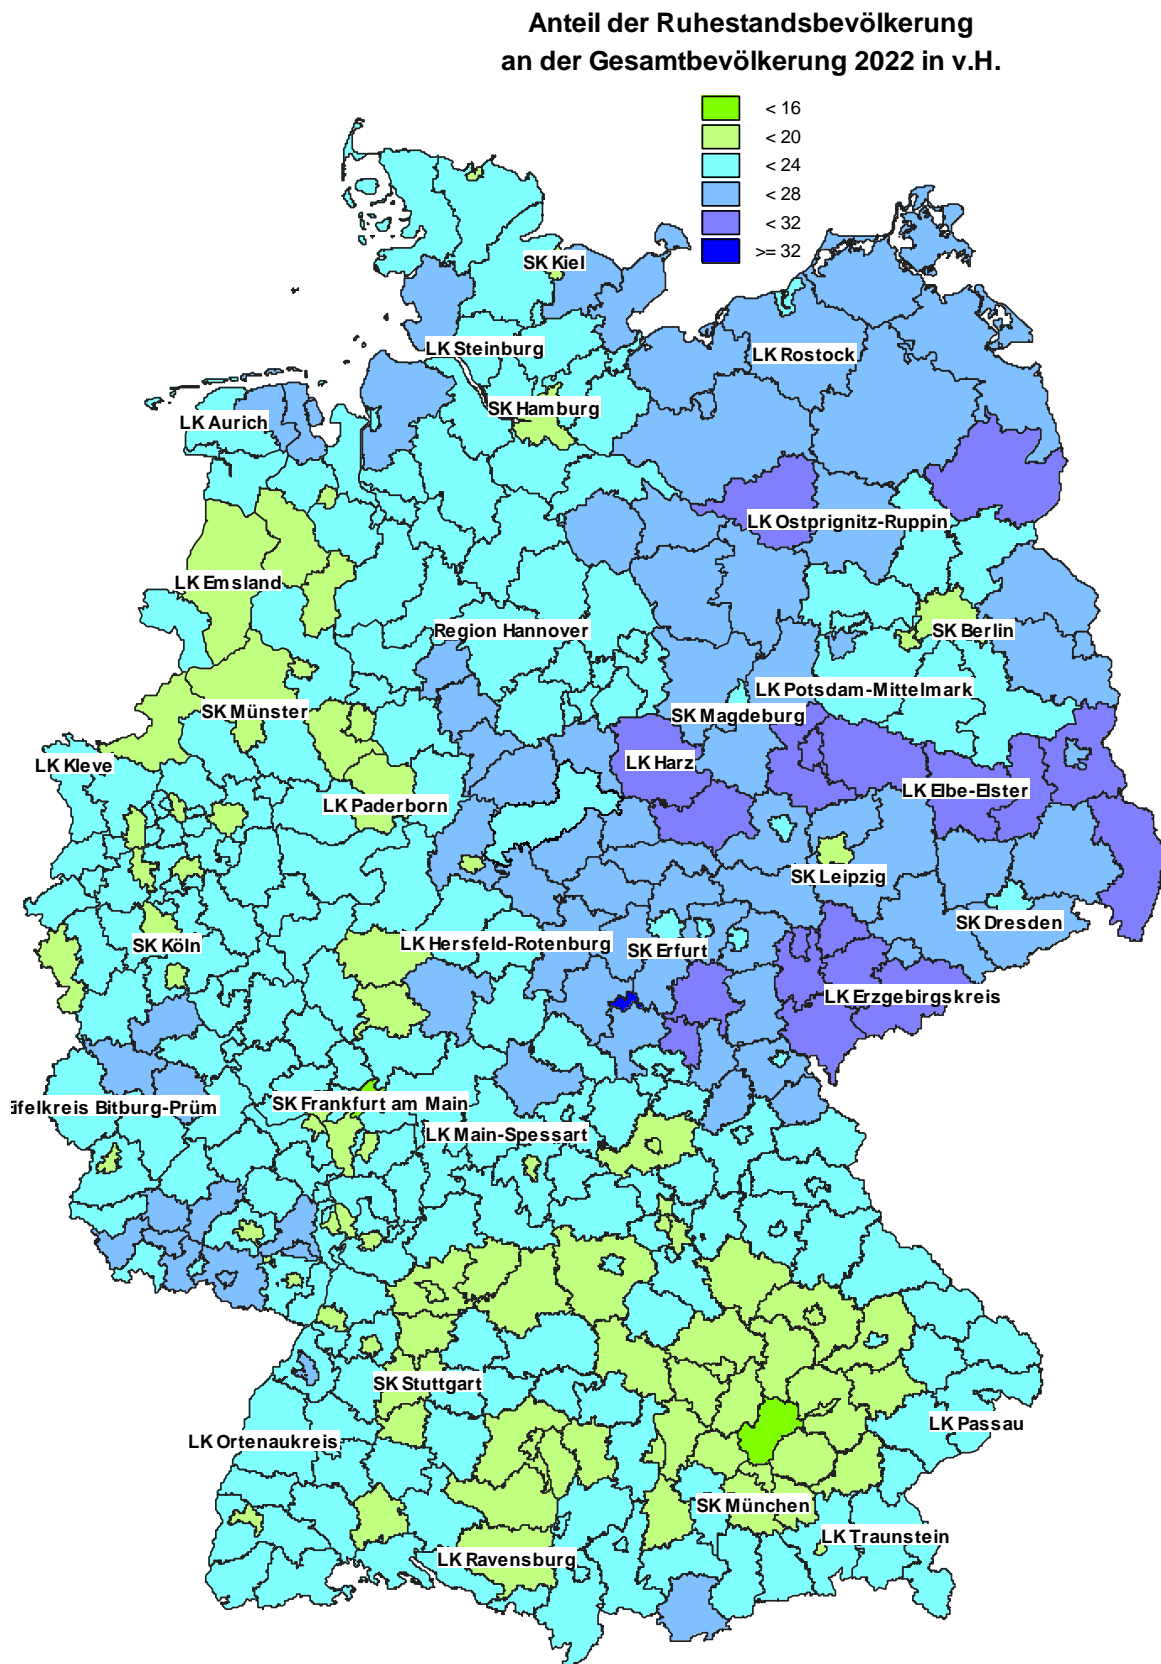 Anteil der Ruhestandsbevölkerung
an der Gesamtbevölkerung 2022 in v.H.
< 16
< 20
< 24
< 28
< 32
>= 32
SK Kiel
LK Steinburg
LK Rostock
SK Hamburg
LK Aurich
LK Ostprignitz-Ruppin
LK Emsland
Region Hannover
SK Berlin
LK Potsdam-Mittelmark
SK Münster
SK Magdeburg
LK Kleve
LK Harz
LK Elbe-Elster
LK Paderborn
SK Leipzig
SK Dresden
SK Köln
LK Hersfeld-Rotenburg
SK Erfurt
LK Erzgebirgskreis
ifelkreis Bitburg-Prüm
SK Frankfurt am Main
LK Main-Spessart
SK Stuttgart
LK Passau
LK Ortenaukreis
SK München
LK Traunstein
LK Ravensburg